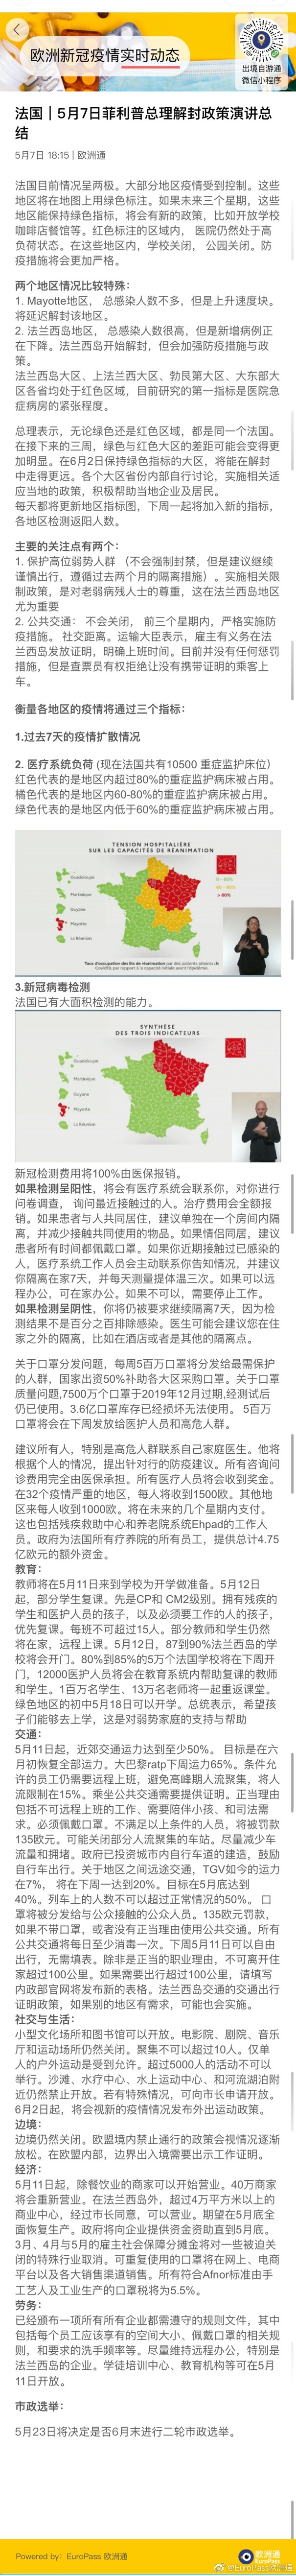 欧洲新冠疫情实时动态
出境自游通
微信小程序
法国｜5月7日菲利普总理解封政策演讲总
结
5月7日 18:15 | 欧洲通
法国目前情况呈两极。大部分地区疫情受到控制。这些
地区将在地图上用绿色标注。如果未来三个星期，这些
地区能保持绿色指标，将会有新的政策，比如开放学校
咖啡店餐馆等。红色标注的区域内， 医院仍然处于高
负荷状态。在这些地区内，学校关闭， 公园关闭。防
疫措施将会更加严格。
两个地区情况比较特殊：
1. Mayotte地区， 总感染人数不多，但是上升速度快。
将延迟解封该地区。
2. 法兰西岛地区， 总感染人数很高，但是新增病例正
在下降。法兰西岛开始解封，但会加强防疫措施与政
策。
法兰西岛大区、上法兰西大区、勃艮第大区、大东部大
区各省均处于红色区域，目前研究的第一指标是医院急
症病房的紧张程度。
总理表示，无论绿色还是红色区域，都是同一个法国。
在接下来的三周，绿色与红色大区的差距可能会变得更
加明显。在6月2日保持绿色指标的大区，将能在解封
中走得更远。各个大区省份内部自行讨论，实施相关适
应当地的政策，积极帮助当地企业及居民。
每天都将更新地区指标图，下周一起将加入新的指标，
各地区检测返阳人数。
主要的关注点有两个：
1. 保护高位弱势人群 （不会强制封禁，但是建议继续
谨慎出行，遵循过去两个月的隔离措施）。实施相关限
制政策，是对老弱病残人士的尊重，这在法兰西岛地区
尤为重要
2. 公共交通： 不会关闭， 前三个星期内，严格实施防
疫措施。 社交距离。运输大臣表示，雇主有义务在法
兰西岛发放证明，明确上班时间。目前并没有任何惩罚
措施，但是查票员有权拒绝让没有携带证明的乘客上
车。
衡量各地区的疫情将通过三个指标：
1.过去7天的疫情扩散情况
2. 医疗系统负荷 (现在法国共有10500 重症监护床位）
红色代表的是地区内超过80%的重症监护病床被占用。
橘色代表的是地区内60-80%的重症监护病床被占用。
绿色代表的是地区内低于60%的重症监护病床被占用。
TENSION HOSPITALIÈRE
SUR LES CAPACITÉS DE RÉANIMATION
Guadeloupe
Martinique
Guyane
Mayotte
La Réunion
0 - 60%
60 - 80%
> 80%
3.新冠病毒检测
法国已有大面积检测的能力。
SYNTHÈSE
DES TROIS INDICATEURS
Guadeloupe
Martinique
Guyane
Mayotte
La Réunion
新冠检测费用将100%由医保报销。
如果检测呈阳性，将会有医疗系统会联系你，对你进行
问卷调查， 询问最近接触过的人。治疗费用会全额报
销。如果患者与人共同居住，建议单独在一个房间内隔
离，并减少接触共同使用的物品。如果情侣同居，建议
患者所有时间都佩戴口罩。如果你近期接触过已感染的
人，医疗系统工作人员会主动联系你告知情况，并建议
你隔离在家7天，并每天测量提体温三次。如果可以远
程办公，可在家办公。如果不可以，需要停止工作。
如果检测呈阴性，你将仍被要求继续隔离7天，因为检
测结果不是百分之百排除感染。医生可能会建议您在住
家之外的隔离，比如在酒店或者是其他的隔离点。
关于口罩分发问题，每周5百万口罩将分发给最需保护
的人群，国家出资50%补助各大区采购口罩。关于口罩
质量问题,7500万个口罩于2019年12月过期,经测试后
仍已使用。3.6亿口罩库存已经损坏无法使用。 5百万
口罩将会在下周发放给医护人员和高危人群。
建议所有人，特别是高危人群联系自己家庭医生。他将
根据个人的情况，提出针对行的防疫建议。所有咨询问
诊费用完全由医保承担。所有医疗人员将会收到奖金。
在32个疫情严重的地区，每人将收到1500欧。其他地
区来每人收到1000欧。将在未来的几个星期内支付。
这也包括残疾救助中心和养老院系统Ehpad的工作人
员。政府为法国所有疗养院的所有员工，提供总计4.75
亿欧元的额外资金。
教育：
教师将在5月11日来到学校为开学做准备。5月12日
起，部分学生复课。先是CP和 CM2级别。拥有残疾的
学生和医护人员的孩子，以及必须要工作的人的孩子，
优先复课。每班不可超过15人。部分教师和学生仍然
将在家，远程上课。5月12日，87到90%法兰西岛的学
校将会开门。80%到85%的5万个法国学校将在下周开
门，12000医护人员将会在教育系统内帮助复课的教师
和学生。1百万名学生、13万名老师将一起重返课堂。
绿色地区的初中5月18日可以开学。总统表示，希望孩
子们能够去上学，这是对弱势家庭的支持与帮助
交通：
5月11日起，近郊交通运力达到至少50%。 目标是在六
月初恢复全部运力。大巴黎ratp下周运力65%。条件允
许的员工仍需要远程上班，避免高峰期人流聚集，将人
流限制在15%。乘坐公共交通需要提供证明。正当理由
包括不可远程上班的工作、需要陪伴小孩、和司法需
求。必须佩戴口罩。不满足以上条件的人员，将被罚款
135欧元。可能关闭部分人流聚集的车站。尽量减少车
流量和拥堵。政府已投资城市内自行车道的建造，鼓励
自行车出行。关于地区之间远途交通，TGV如今的运力
在7%，将在下周一达到20%。目标在5月底达到
40%。列车上的人数不可以超过正常情况的50%。 口
罩将被分发给与公众接触的公众人员。135欧元罚款，
如果不带口罩，或者没有正当理由使用公共交通。所有
公共交通将每日至少消毒一次。下周5月11日可以自由
出行，无需填表。除非是正当的职业理由，不可离开住
家超过100公里。如果需要出行超过100公里，请填写
内政部官网将发布新的表格。法兰西岛交通的交通出行
证明政策，如果别的地区有需求，可能也会实施。
社交与生活：
小型文化场所和图书馆可以开放。电影院、剧院、音乐
厅和运动场所仍然关闭。聚集不可以超过10人。仅单
人的户外运动是受到允许。超过5000人的活动不可以
举行。沙滩、水疗中心、水上运动中心、和河流湖泊附
近仍然禁止开放。若有特殊情况，可向市长申请开放。
6月2日起，将会视新的疫情情况发布外出运动政策。
边境：
边境仍然关闭。欧盟境内禁止通行的政策会视情况逐渐
放松。在欧盟内部，边界出入境需要出示工作证明。
经济：
5月11日起，除餐饮业的商家可以开始营业。40万商家
将会重新营业。在法兰西岛外，超过4万平方米以上的
商业中心，经过市长同意，可以营业。期望在5月底全
面恢复生产。政府将向企业提供资金资助直到5月底。
3月、4月与5月的雇主社会保障分摊金将对一些被迫关
闭的特殊行业取消。可重复使用的口罩将在网上、电商
平台以及各大销售渠道销售。所有符合Afnor标准由手
工艺人及工业生产的口罩税为5.5%。
劳务：
已经颁布一项所有所有企业都需遵守的规则文件，其中
包括每个员工应该享有的空间大小、佩戴口罩的相关规
则，和要求的洗手频率等。尽量维持远程办公，特别是
法兰西岛的企业。学徒培训中心、教育机构等可在5月
11日开放。
市政选举：
5月23日将决定是否6月末进行二轮市政选举。
Powered by：EuroPass 欧洲通
欧洲通
EuroPass
@EuroPass欧洲通